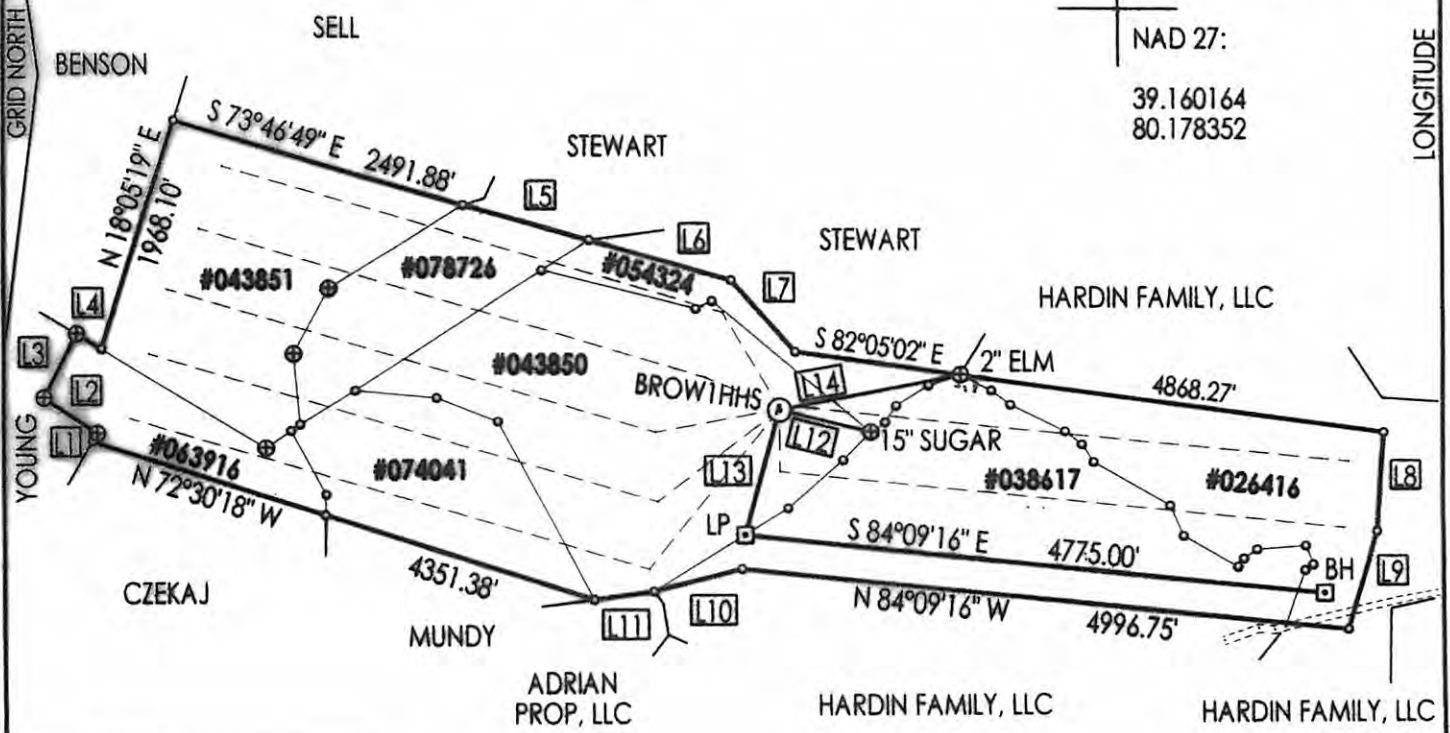 GRID NORTH
BENSON
SELL
NAD 27:
39.160164
80.178352
LONGITUDE
N 18°05'19" E
1968.10'
S 73°46'49" E 2491.88'
STEWART
L5
L6
STEWART
L7
HARDIN FAMILY, LLC
#043851
#078726
#054324
L4
L3
L2
L1
YOUNG
#043850
S 82°05'02" E
2" ELM
4868.27'
BROW1HHS
L14
L12
15" SUGAR
L13
#063916
N 72°30'18" W
#074041
#038617
#026416
L8
LP
S 84°09'16" E 4775.00'
BH
L9
CZEKAJ
4351.38'
MUNDY
L11
L10
N 84°09'16" W 4996.75'
ADRIAN
PROP, LLC
HARDIN FAMILY, LLC
HARDIN FAMILY, LLC